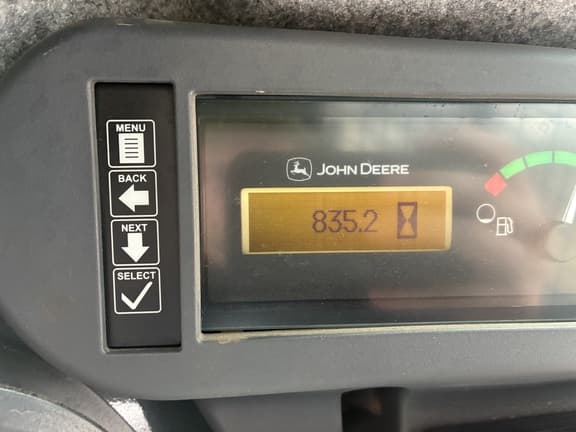 MENU
BACK
NEXT
SELECT
JOHN DEERE
835.2